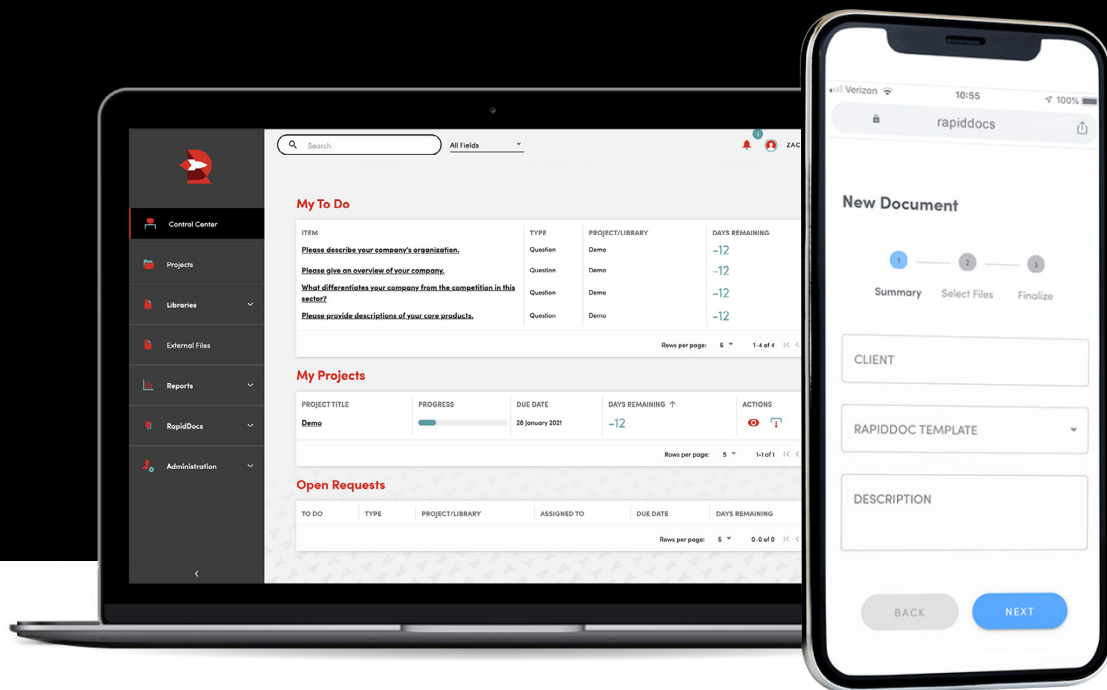 Search
All Fields
1
ZAC
Control Center
Projects
Libraries
External Files
Reports
RapidDocs
Administration
My To Do
ITEM TYPE PROJECT/LIBRARY DAYS REMAINING
Please describe your company's organization. Question Demo -12
Please give an overview of your company. Question Demo -12
What differentiates your company from the competition in this
sector? Question Demo -12
Please provide descriptions of your core products. Question Demo -12
Rows per page: 5 1-4 of 4
My Projects
PROJECT TITLE PROGRESS DUE DATE DAYS REMAINING ACTIONS
Demo 28 January 2021 -12
Rows per page: 5 1-1 of 1
Open Requests
TO DO TYPE PROJECT/LIBRARY ASSIGNED TO DUE DATE DAYS REMAINING
Rows per page: 5 0-0 of 0
Verizon 10:55 100%
rapiddocs
New Document
1 2 3
Summary Select Files Finalize
CLIENT
RAPIDDOC TEMPLATE
DESCRIPTION
BACK NEXT